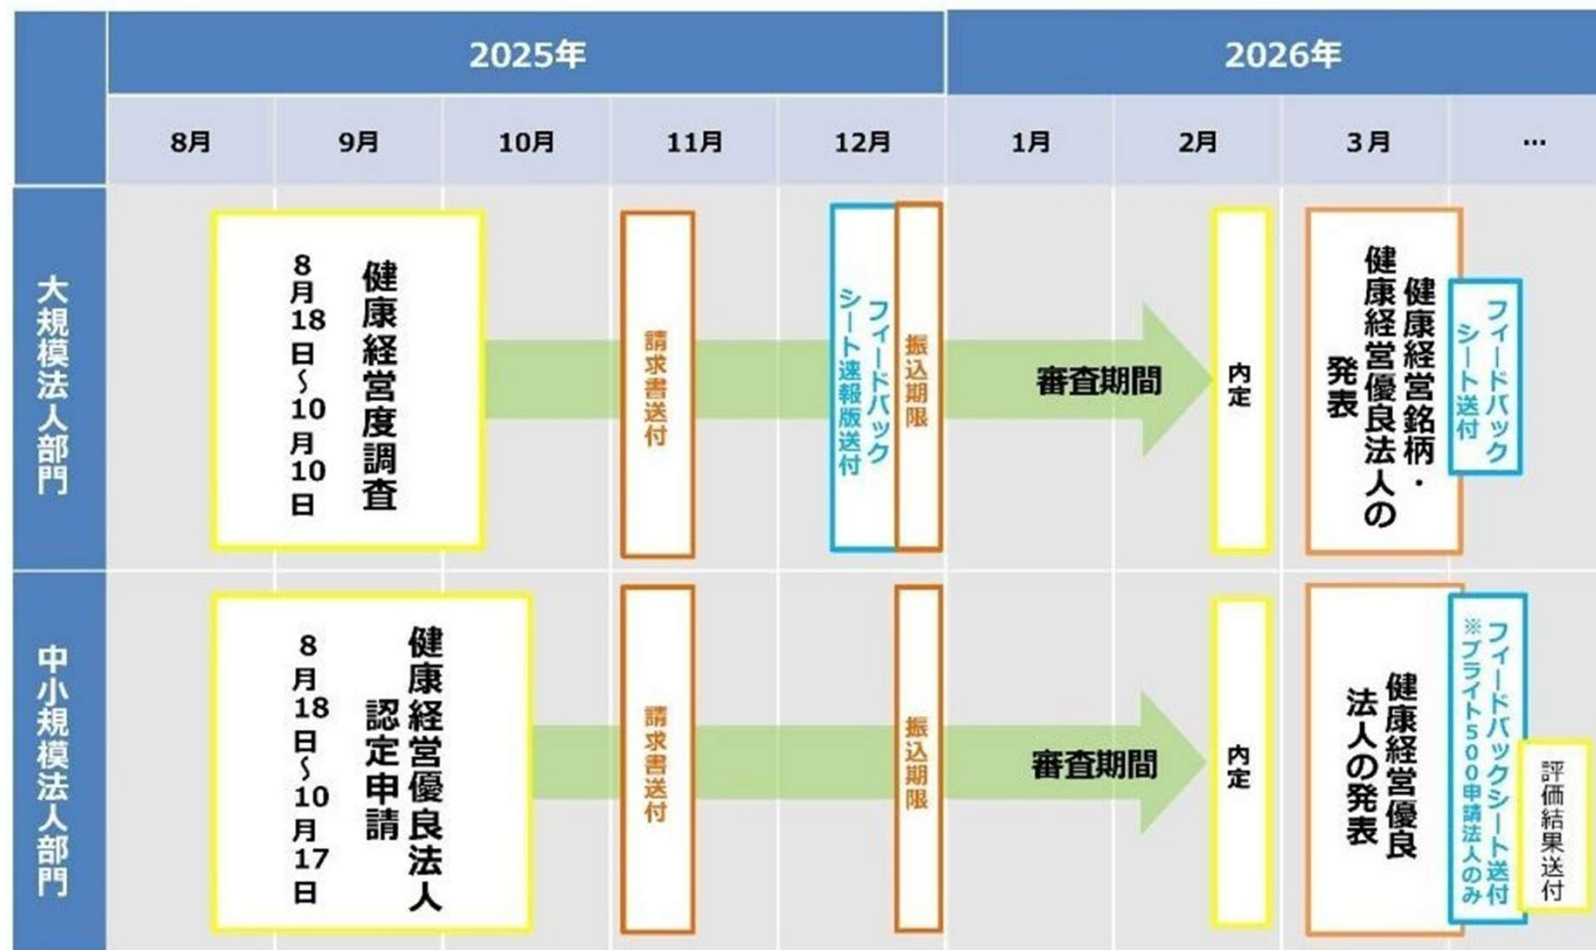 2025年
2026年
8月
9月
10月
11月
12月
1月
2月
3月
…
大規模法人部門
健康経営度調査
8月18日～10月10日
請求書送付
フィードバック
シート速報版送付
振込期限
審査期間
内定
健康経営銘柄・
健康経営優良法人の
発表
フィードバック
シート送付
中小規模法人部門
健康経営優良法人
認定申請
8月18日～10月17日
請求書送付
振込期限
審査期間
内定
健康経営優良
法人の発表
フィードバックシート送付
※ブライト500申請法人のみ
評価結果送付